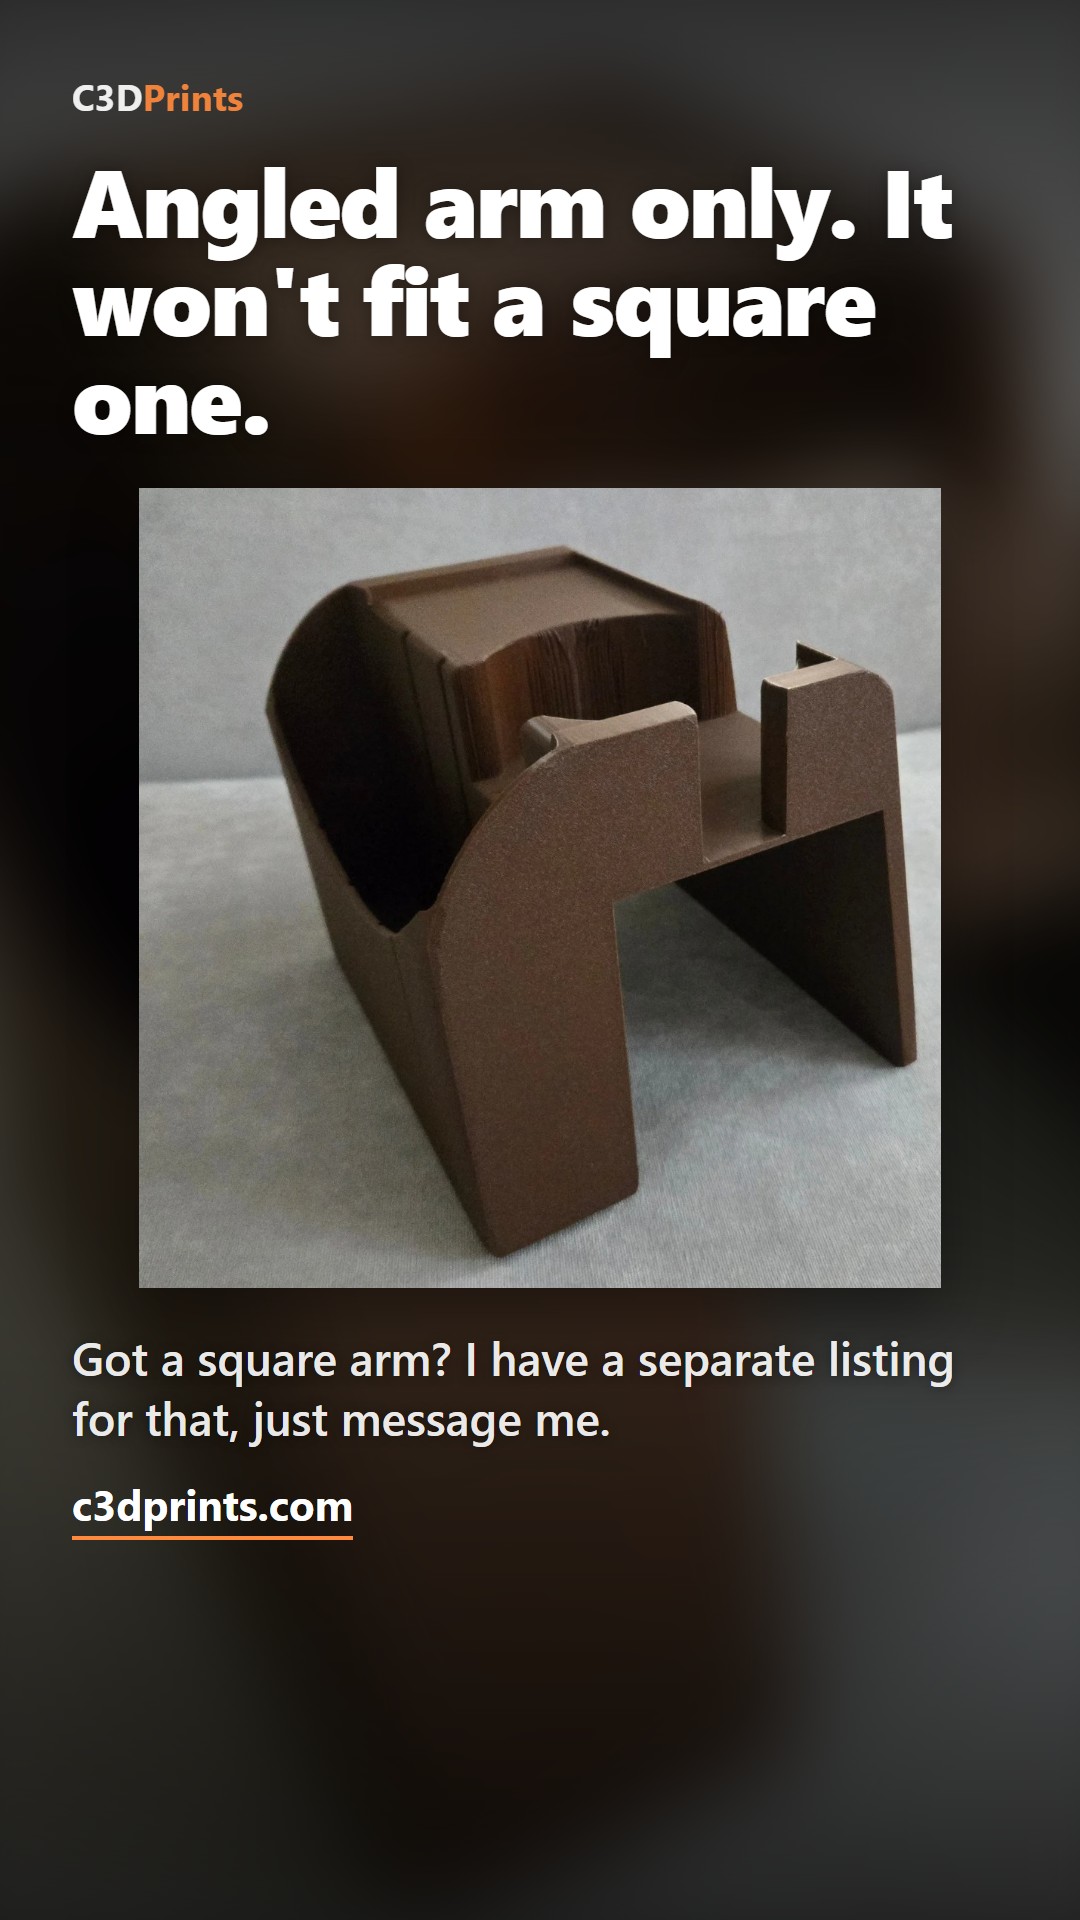 C3DPrints
Angled arm only. It
won't fit a square
one.
Got a square arm? I have a separate listing
for that, just message me.
c3dprints.com